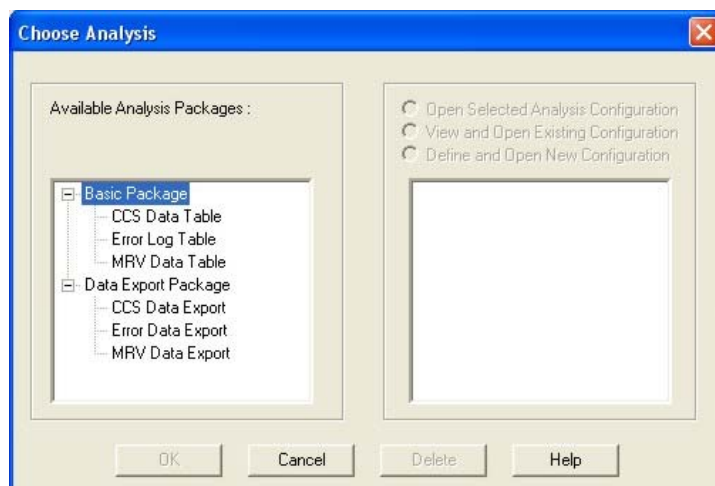 Choose Analysis
Available Analysis Packages :
Basic Package
CCS Data Table
Error Log Table
MRV Data Table
Data Export Package
CCS Data Export
Error Data Export
MRV Data Export
Open Selected Analysis Configuration
View and Open Existing Configuration
Define and Open New Configuration
OK
Cancel
Delete
Help